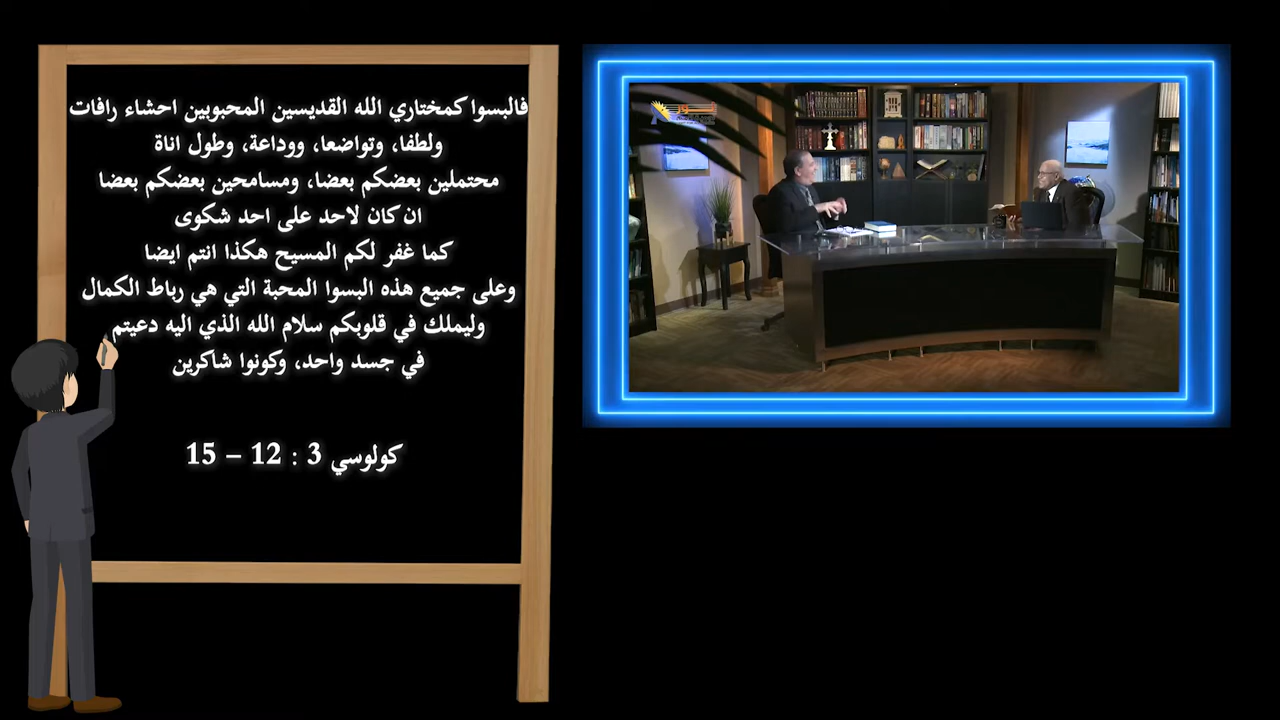 فالبسوا كمختاري الله القديسين المحبوبين احشاء رافات
ولطفا، وتواضعا، ووداعة، وطول اناة
محتملين بعضكم بعضا، ومسامحين بعضكم بعضا
ان كان لاحد على احد شكوى
كما غفر لكم المسيح هكذا انتم ايضا
وعلى جميع هذه البسوا المحبة التي هي رباط الكمال
وليملك في قلوبكم سلام الله الذي اليه دعيتم
في جسد واحد، وكونوا شاكرين
كولوسي 3 : 12 – 15